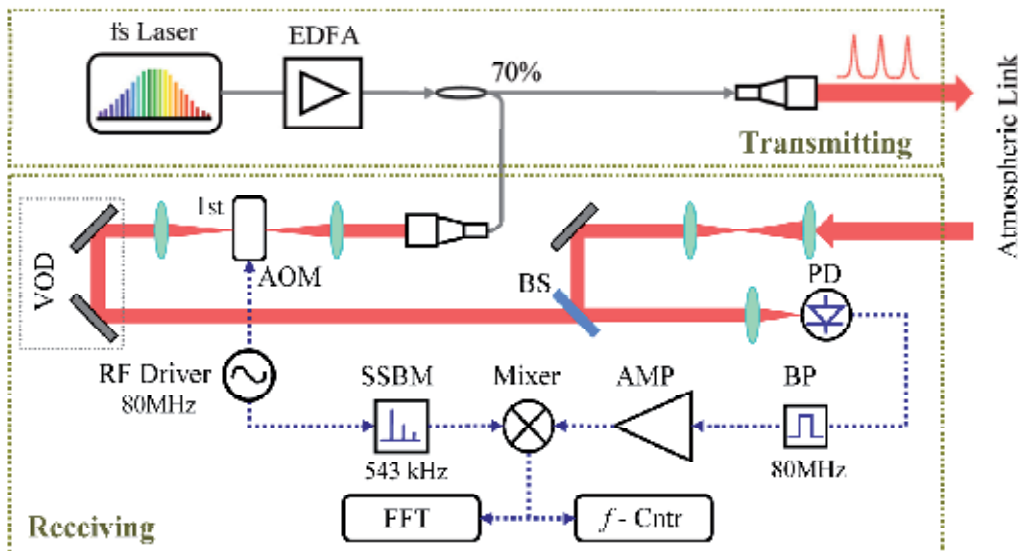 fs Laser
EDFA
70%
Transmitting
Atmospheric Link
1st
AOM
VOD
BS
PD
RF Driver
80MHz
SSBM
543 kHz
Mixer
AMP
BP
80MHz
FFT
f - Cntr
Receiving